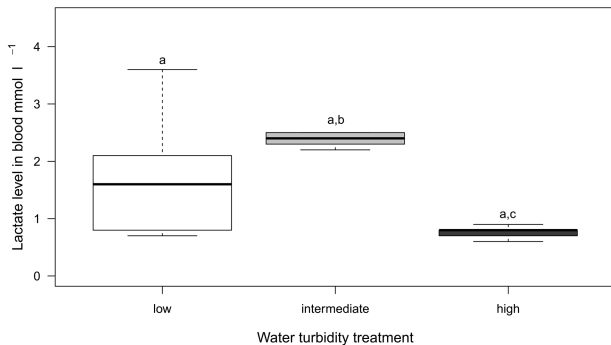 Lactate level in blood mmol l⁻¹
4
3
2
1
0
a
a,b
a,c
low intermediate high
Water turbidity treatment